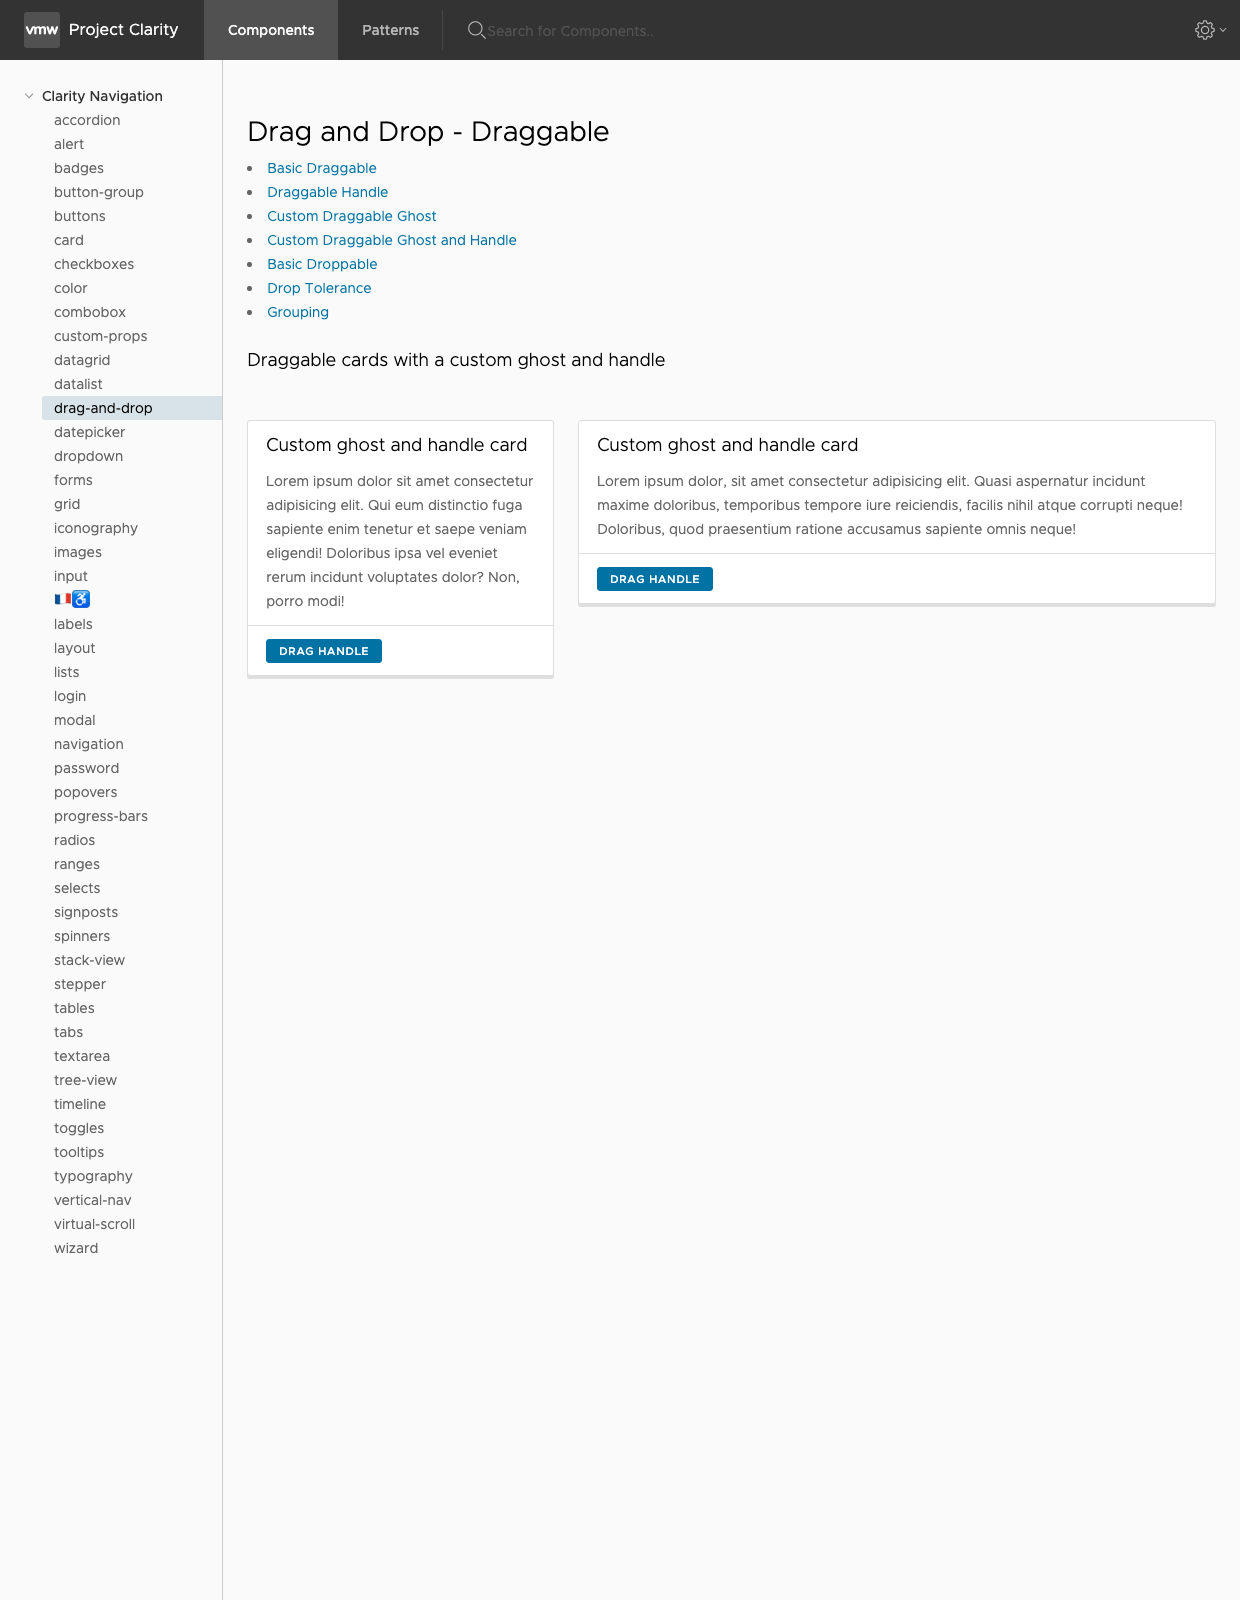 vmw Project Clarity Components Patterns Search for Components..
Clarity Navigation
accordion
alert
badges
button-group
buttons
card
checkboxes
color
combobox
custom-props
datagrid
datalist
drag-and-drop
datepicker
dropdown
forms
grid
iconography
images
input
🇫🇷♿
labels
layout
lists
login
modal
navigation
password
popovers
progress-bars
radios
ranges
selects
signposts
spinners
stack-view
stepper
tables
tabs
textarea
tree-view
timeline
toggles
tooltips
typography
vertical-nav
virtual-scroll
wizard
Drag and Drop - Draggable
• Basic Draggable
• Draggable Handle
• Custom Draggable Ghost
• Custom Draggable Ghost and Handle
• Basic Droppable
• Drop Tolerance
• Grouping
Draggable cards with a custom ghost and handle
Custom ghost and handle card
Lorem ipsum dolor sit amet consectetur
adipisicing elit. Qui eum distinctio fuga
sapiente enim tenetur et saepe veniam
eligendi! Doloribus ipsa vel eveniet
rerum incidunt voluptates dolor? Non,
porro modi!
DRAG HANDLE
Custom ghost and handle card
Lorem ipsum dolor, sit amet consectetur adipisicing elit. Quasi aspernatur incidunt
maxime doloribus, temporibus tempore iure reiciendis, facilis nihil atque corrupti neque!
Doloribus, quod praesentium ratione accusamus sapiente omnis neque!
DRAG HANDLE